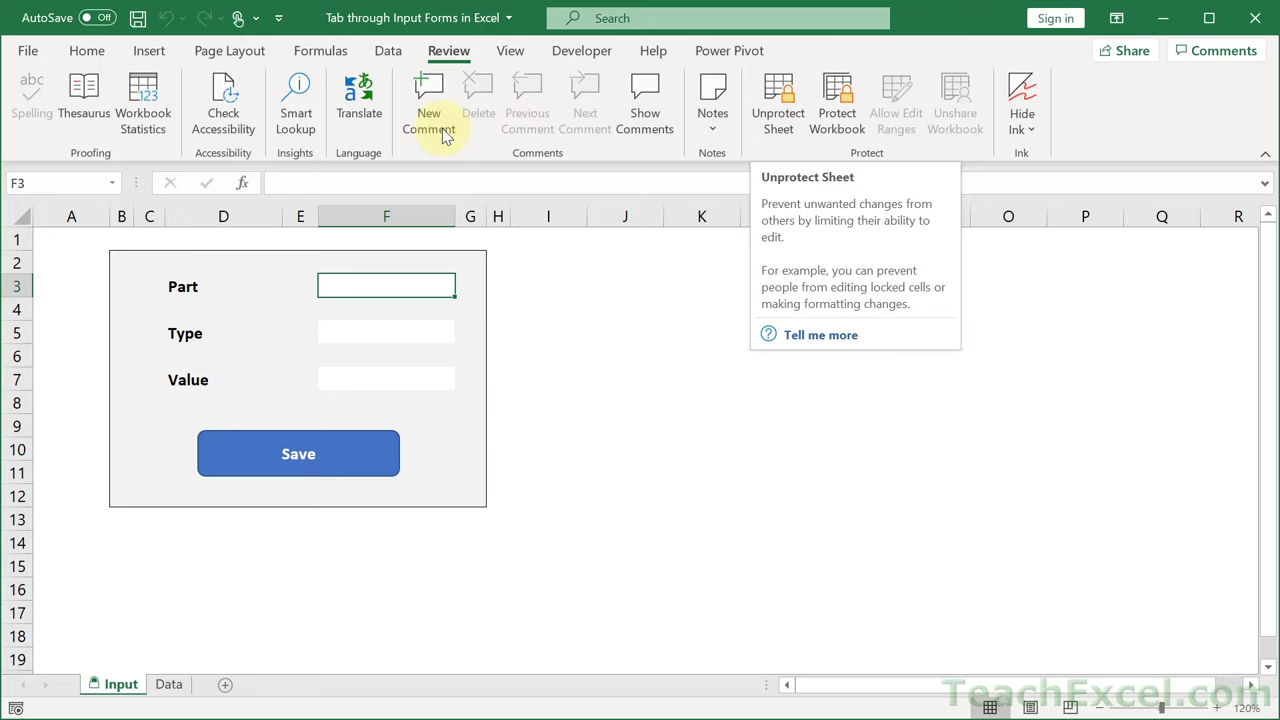 AutoSave Off
Tab through Input Forms in Excel
Search
Sign in
File Home Insert Page Layout Formulas Data Review View Developer Help Power Pivot Share Comments
abc
Spelling
Thesaurus
123
Workbook
Statistics
Proofing
Check
Accessibility
Accessibility
Smart
Lookup
Insights
Translate
Language
New
Comment
Delete
Previous
Comment
Next
Comment
Show
Comments
Comments
Notes
Notes
Unprotect
Sheet
Protect
Workbook
Allow Edit
Ranges
Unshare
Workbook
Protect
Hide
Ink
Ink
F3
fx
Unprotect Sheet
Prevent unwanted changes from
others by limiting their ability to
edit.
For example, you can prevent
people from editing locked cells or
making formatting changes.
Tell me more
A B C D E F G H I J K O P Q R
1
2
3
4
5
6
7
8
9
10
11
12
13
14
15
16
17
18
19
Part
Type
Value
Save
Input Data
TeachExcel.com
120%